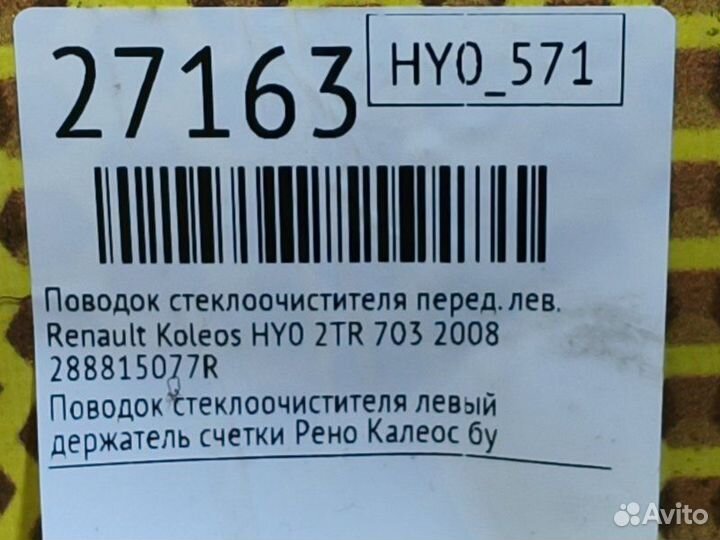 27163
HY0_571
Поводок стеклоочистителя перед. лев.
Renault Koleos HY0 2TR 703 2008
288815077R
Поводок стеклоочистителя левый
держатель счетки Рено Калеос бу
Avito